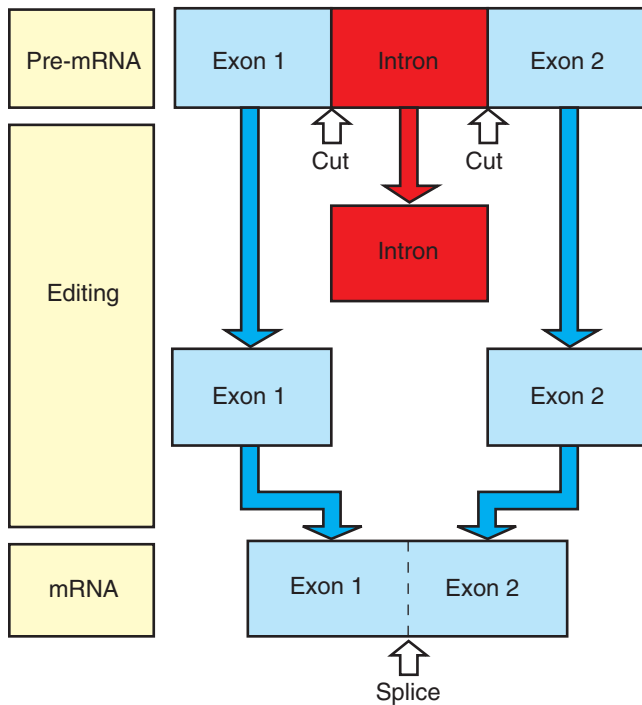 Pre-mRNA
Exon 1
Intron
Exon 2
Cut
Cut
Intron
Editing
Exon 1
Exon 2
mRNA
Exon 1
Exon 2
Splice